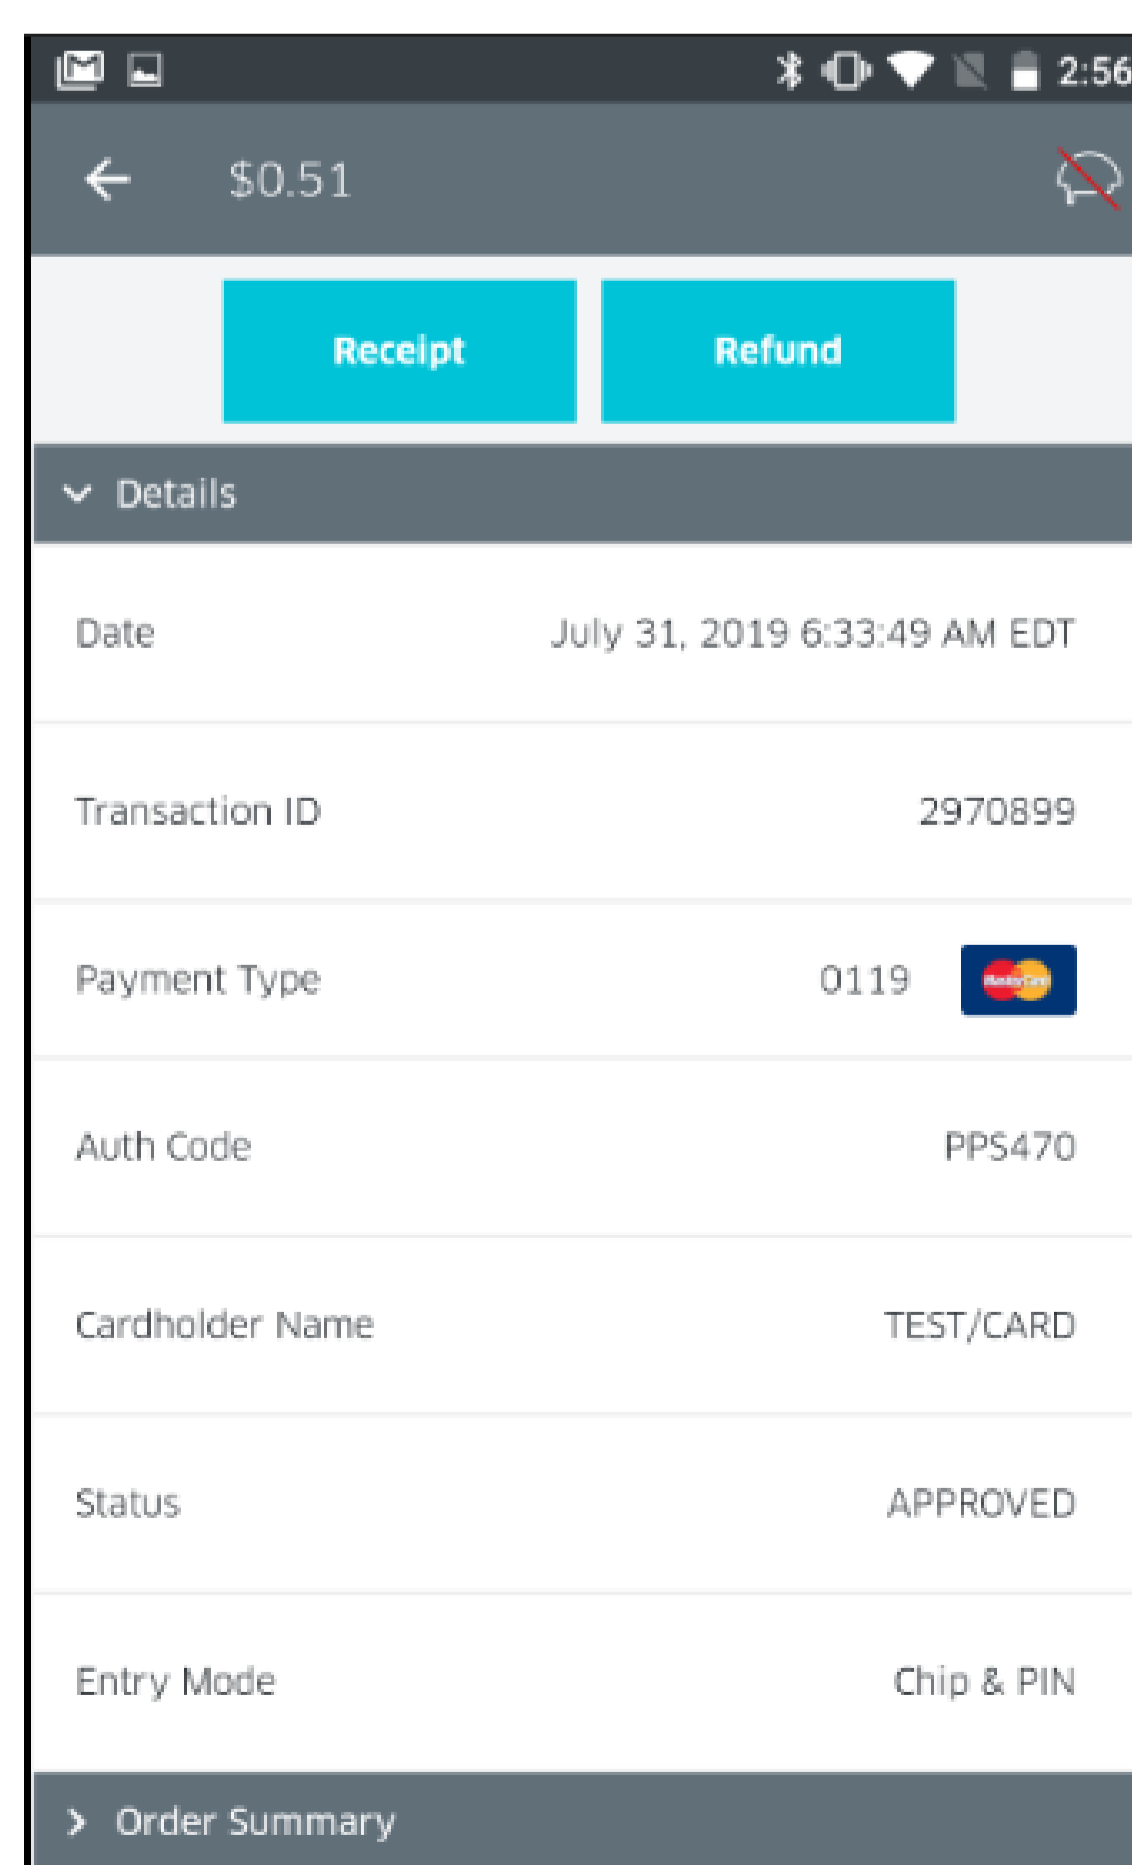 2:56
$0.51
Receipt Refund
Details
Date July 31, 2019 6:33:49 AM EDT
Transaction ID 2970899
Payment Type 0119 MasterCard
Auth Code PPS470
Cardholder Name TEST/CARD
Status APPROVED
Entry Mode Chip & PIN
Order Summary